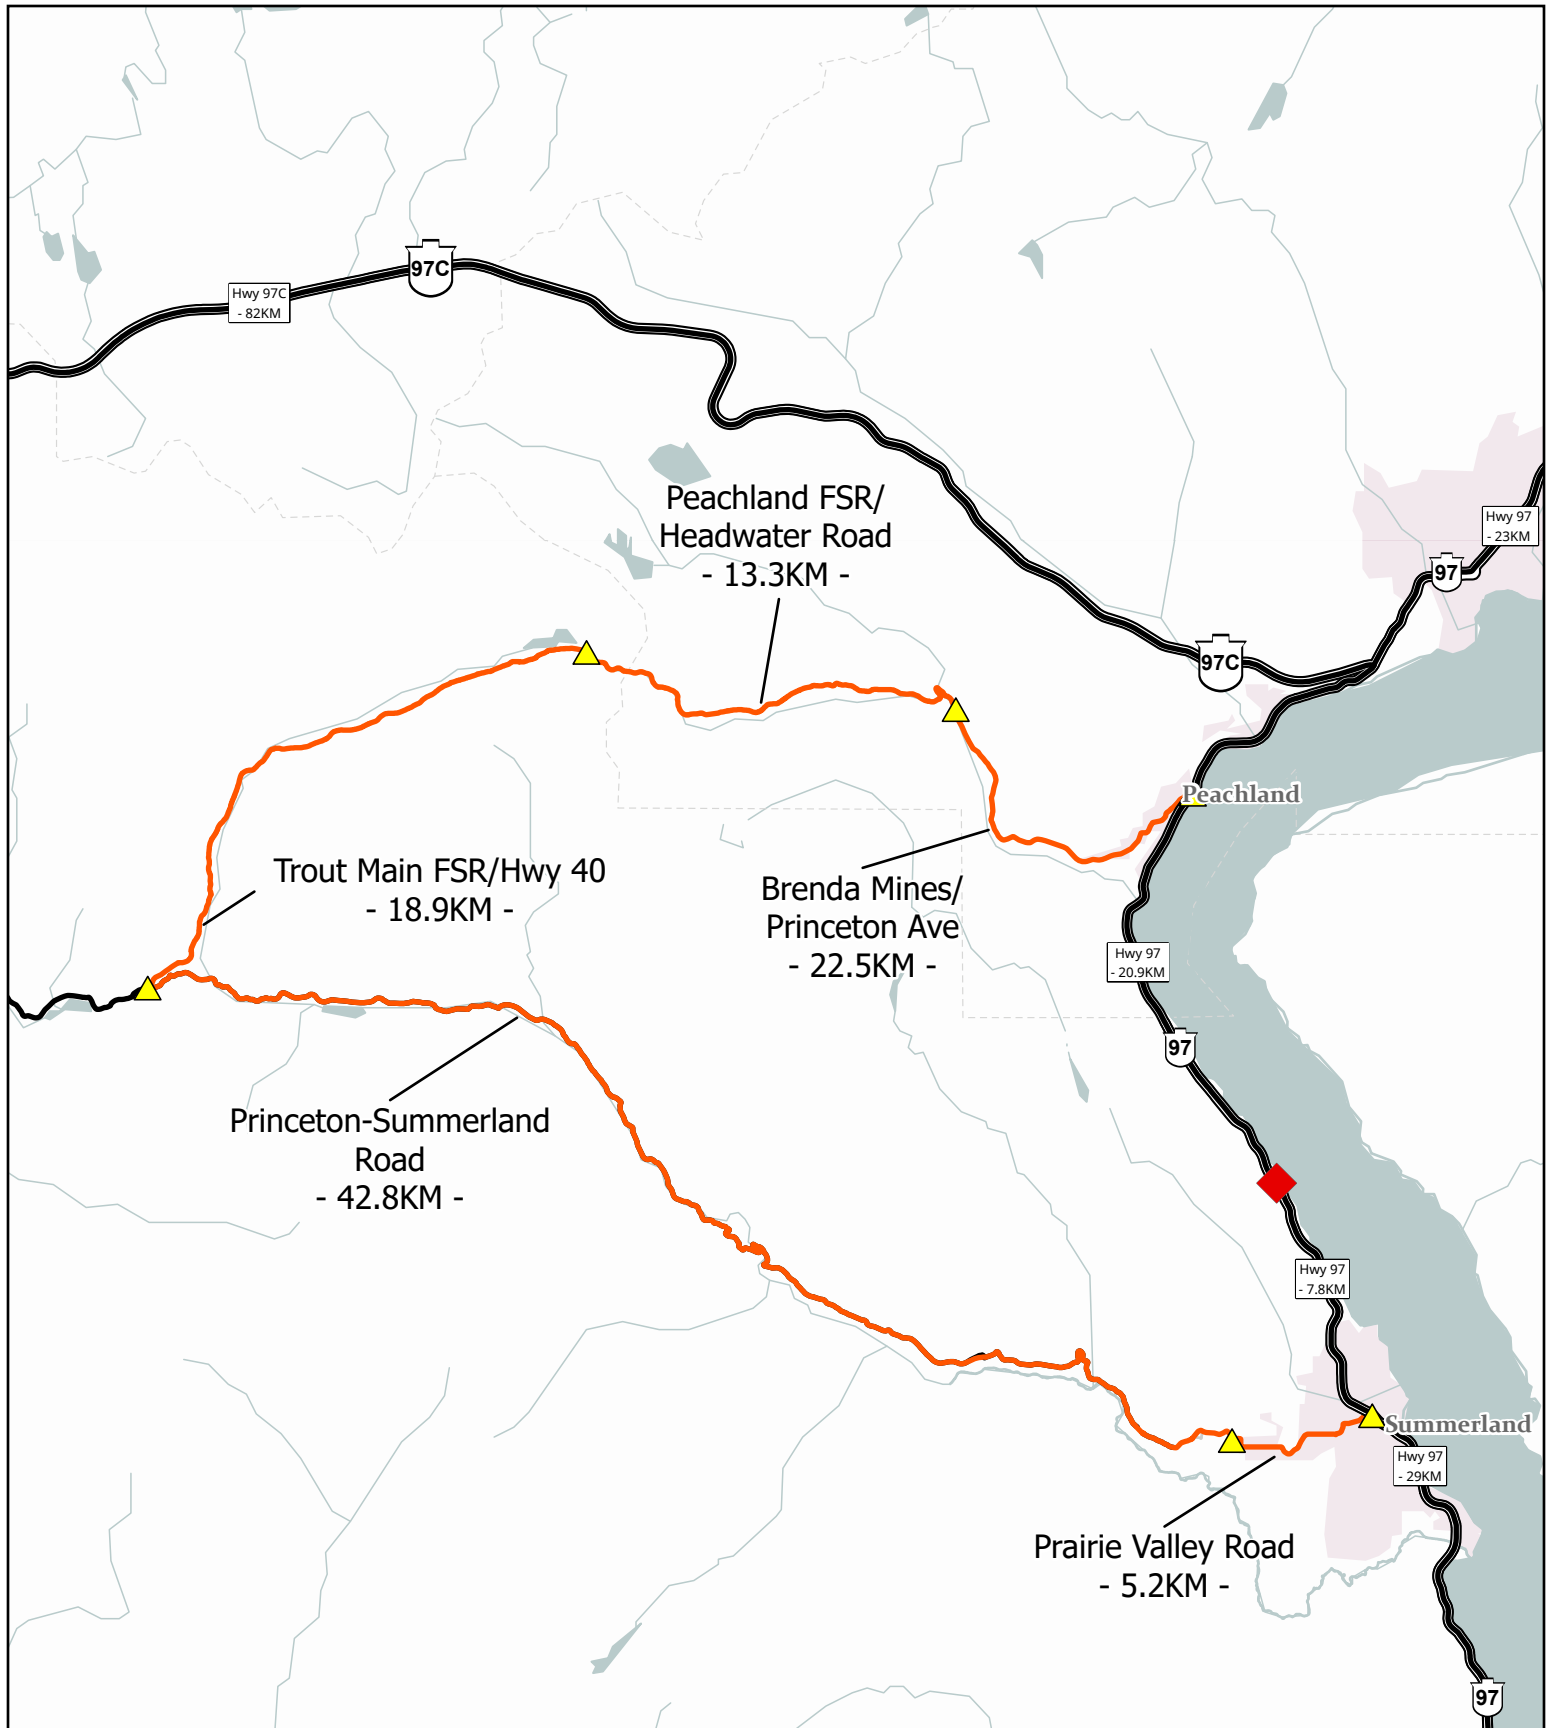 97C
Hwy 97C
- 82KM
Peachland FSR/
Headwater Road
- 13.3KM -
Hwy 97
- 23KM
97
97C
Peachland
Trout Main FSR/Hwy 40
- 18.9KM -
Brenda Mines/
Princeton Ave
- 22.5KM -
Hwy 97
- 20.9KM
97
Princeton-Summerland
Road
- 42.8KM -
Hwy 97
- 7.8KM
Summerland
Hwy 97
- 29KM
Prairie Valley Road
- 5.2KM -
97